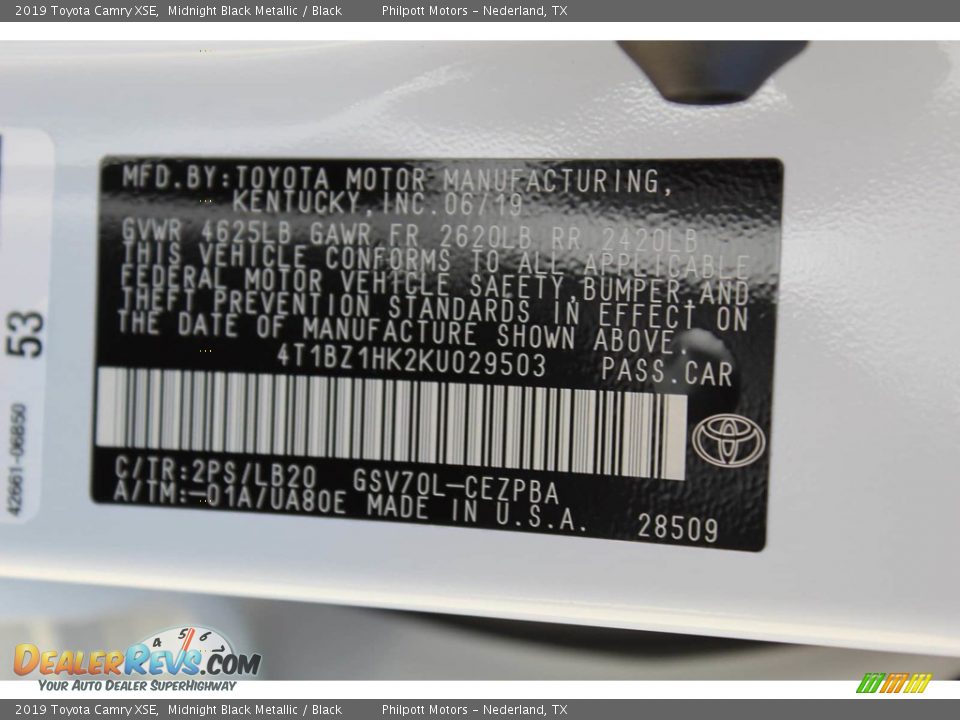 2019 Toyota Camry XSE, Midnight Black Metallic / Black Philpott Motors - Nederland, TX
MFD.BY:TOYOTA MOTOR MANUFACTURING,
KENTUCKY,INC.06/19
GVWR 4625LB GAWR FR 2620LB RR 2420LB
THIS VEHICLE CONFORMS TO ALL APPLICABLE
FEDERAL MOTOR VEHICLE SAFETY,BUMPER,AND
THEFT PREVENTION STANDARDS IN EFFECT ON
THE DATE OF MANUFACTURE SHOWN ABOVE.
4T1BZ1HK2KU029503 PASS.CAR
C/TR:2PS/LB20 GSV70L-CEZPBA
A/TM:-01A/UA80E MADE IN U.S.A. 28509
53
42661-06850
4 5 6
DEALERREVS.COM
YOUR AUTO DEALER SUPERHIGHWAY
2019 Toyota Camry XSE, Midnight Black Metallic / Black Philpott Motors - Nederland, TX